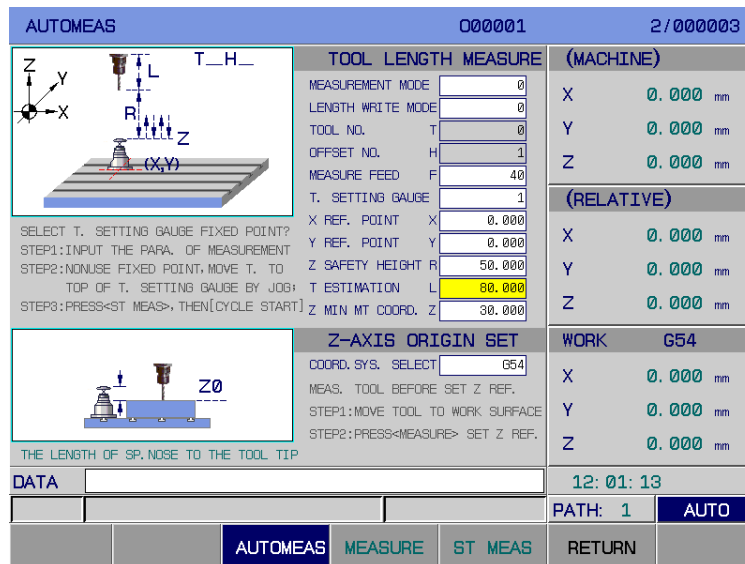 AUTOMEAS O00001 2/000003
Z
Y
X
T__H__
L
R
Z
(X,Y)
SELECT T. SETTING GAUGE FIXED POINT?
STEP1:INPUT THE PARA. OF MEASUREMENT
STEP2:NONUSE FIXED POINT,MOVE T. TO
TOP OF T. SETTING GAUGE BY JOG;
STEP3:PRESS<ST MEAS>,THEN[CYCLE START]
TOOL LENGTH MEASURE
MEASUREMENT MODE 0
LENGTH WRITE MODE 0
TOOL NO. T 0
OFFSET NO. H 1
MEASURE FEED F 40
T. SETTING GAUGE 1
X REF. POINT X 0.000
Y REF. POINT Y 0.000
Z SAFETY HEIGHT R 50.000
T ESTIMATION L 80.000
Z MIN MT COORD. Z 30.000
Z0
THE LENGTH OF SP.NOSE TO THE TOOL TIP
Z-AXIS ORIGIN SET
COORD.SYS. SELECT G54
MEAS. TOOL BEFORE SET Z REF.
STEP1:MOVE TOOL TO WORK SURFACE
STEP2:PRESS<MEASURE> SET Z REF.
(MACHINE)
X 0.000 mm
Y 0.000 mm
Z 0.000 mm
(RELATIVE)
X 0.000 mm
Y 0.000 mm
Z 0.000 mm
WORK G54
X 0.000 mm
Y 0.000 mm
Z 0.000 mm
DATA
12:01:13
PATH: 1 AUTO
AUTOMEAS MEASURE ST MEAS RETURN